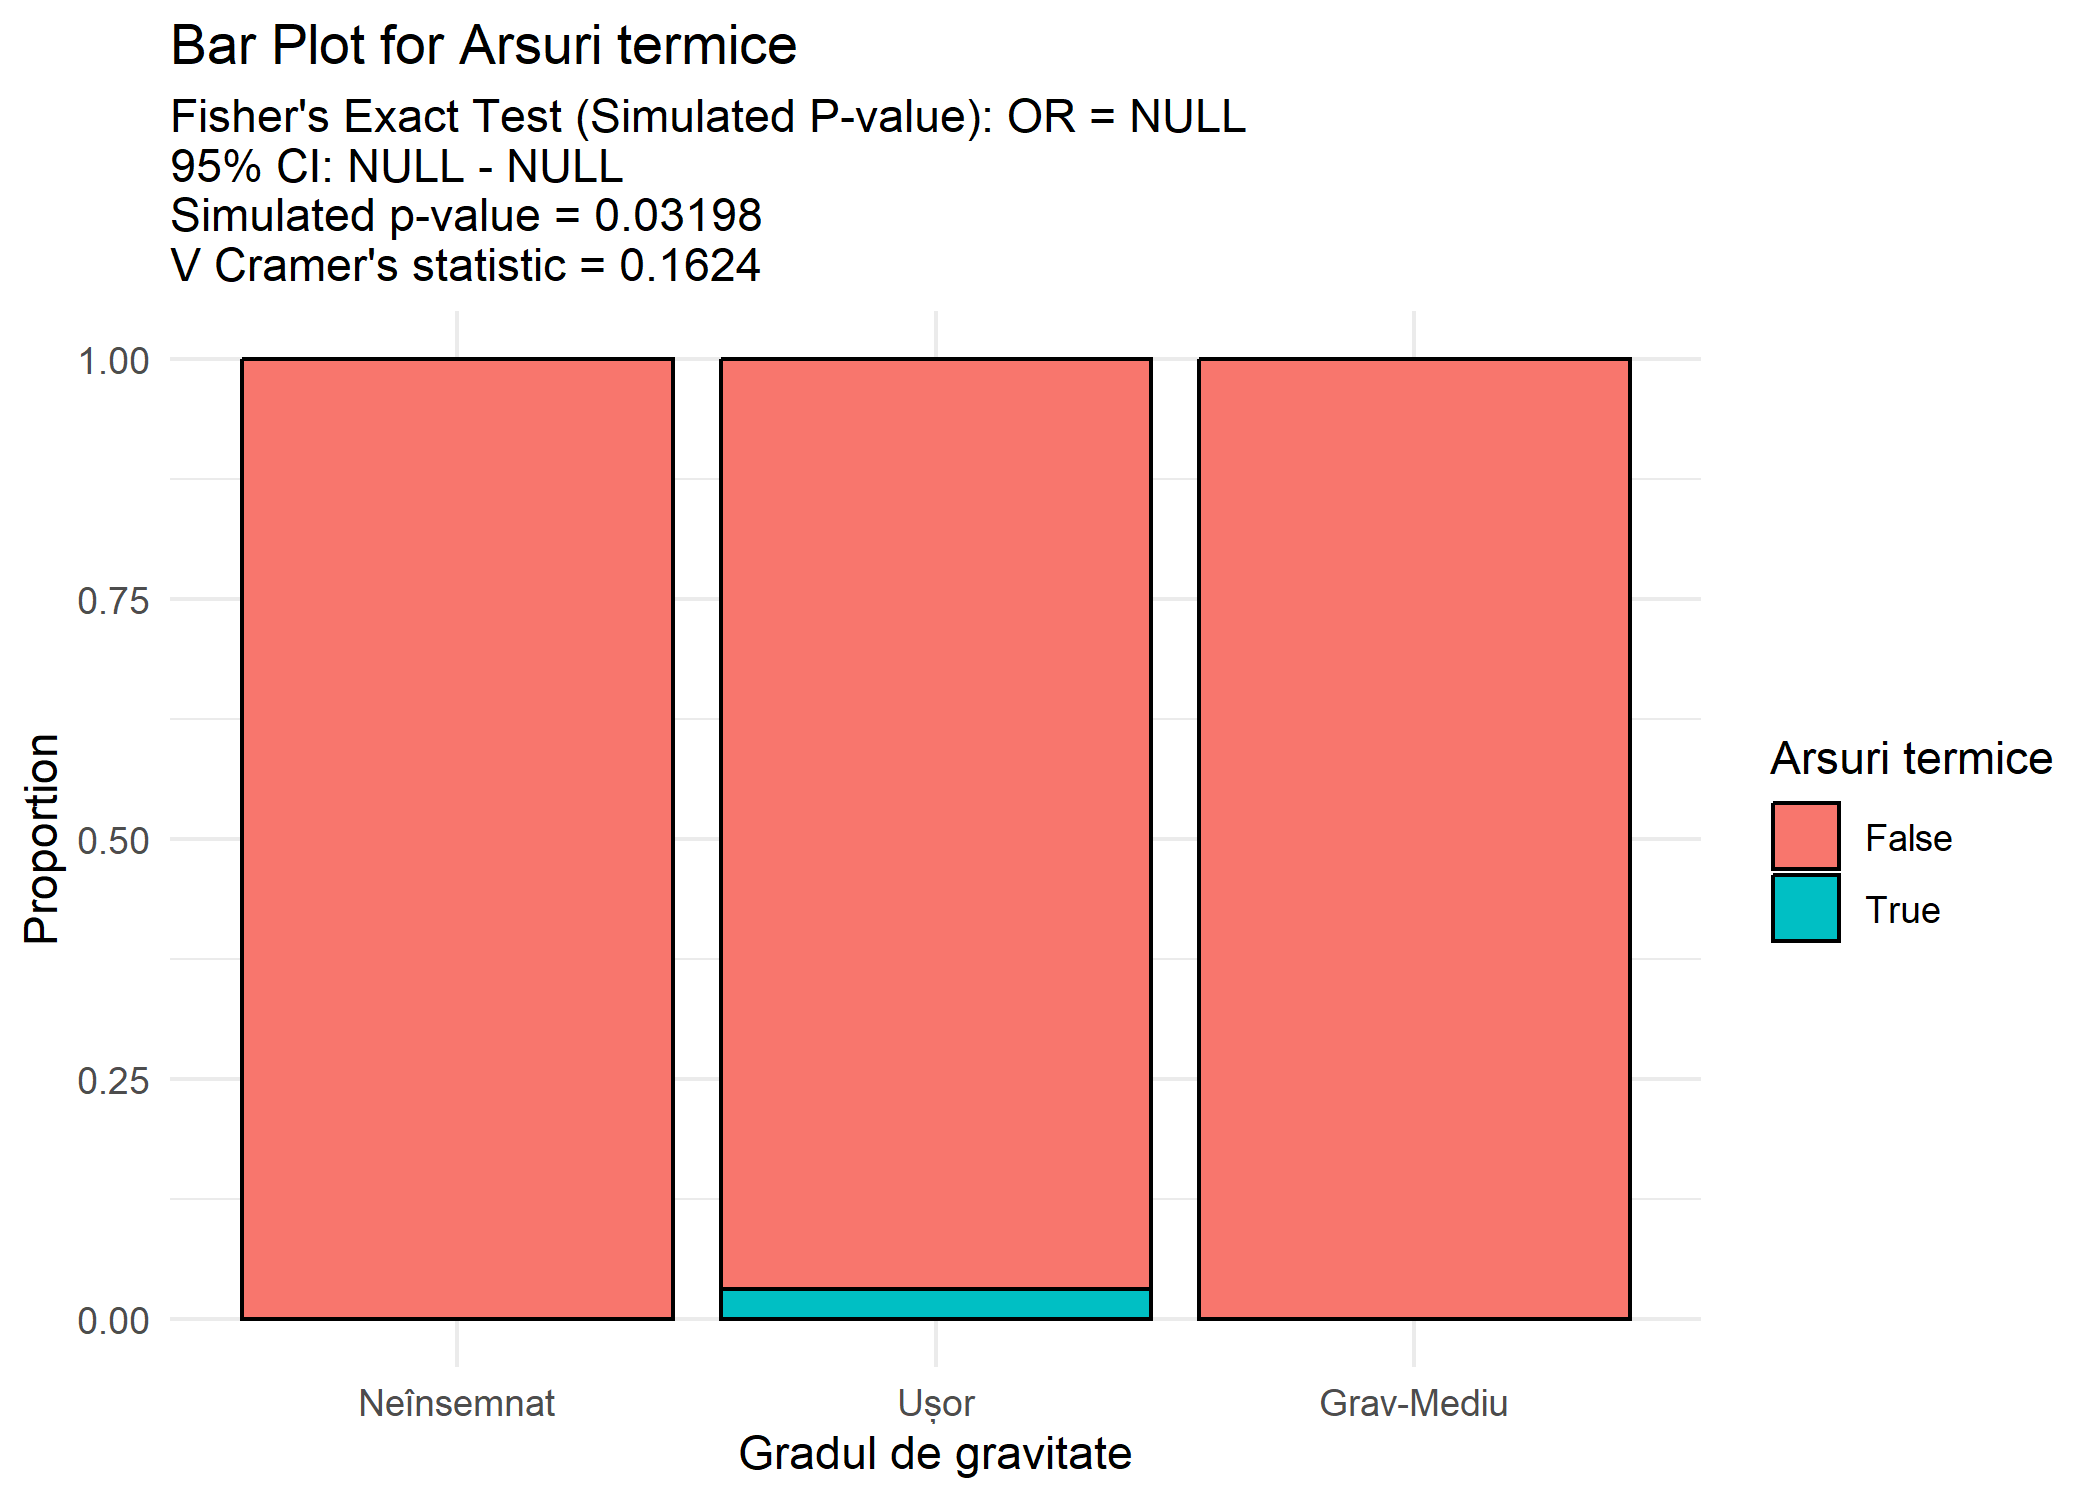 Bar Plot for Arsuri termice
Fisher's Exact Test (Simulated P-value): OR = NULL
95% CI: NULL - NULL
Simulated p-value = 0.03198
V Cramer's statistic = 0.1624
1.00
0.75
0.50
0.25
0.00
Proportion
Neînsemnat
Ușor
Grav-Mediu
Gradul de gravitate
Arsuri termice
False
True